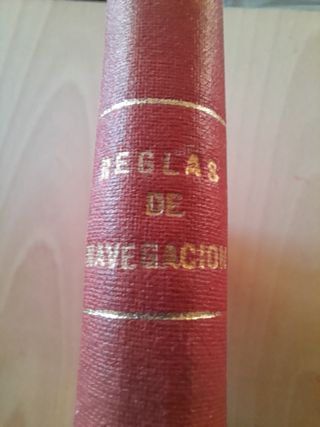 REGLAS
DE
NAVEGACION